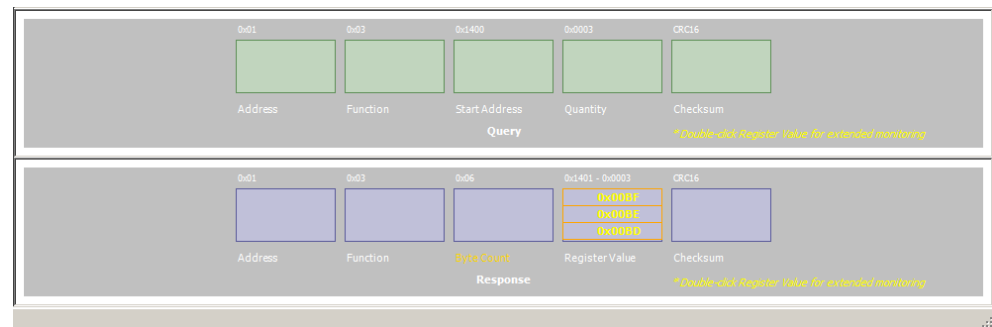 0x01 0x03 0x1400 0x0003 CRC16
Address Function Start Address Quantity Checksum
Query * Double-click Register Value for extended monitoring
0x01 0x03 0x06 0x1401 - 0x0003 CRC16
0x00BF
0x00BE
0x00BD
Address Function Byte Count Register Value Checksum
Response * Double-click Register Value for extended monitoring